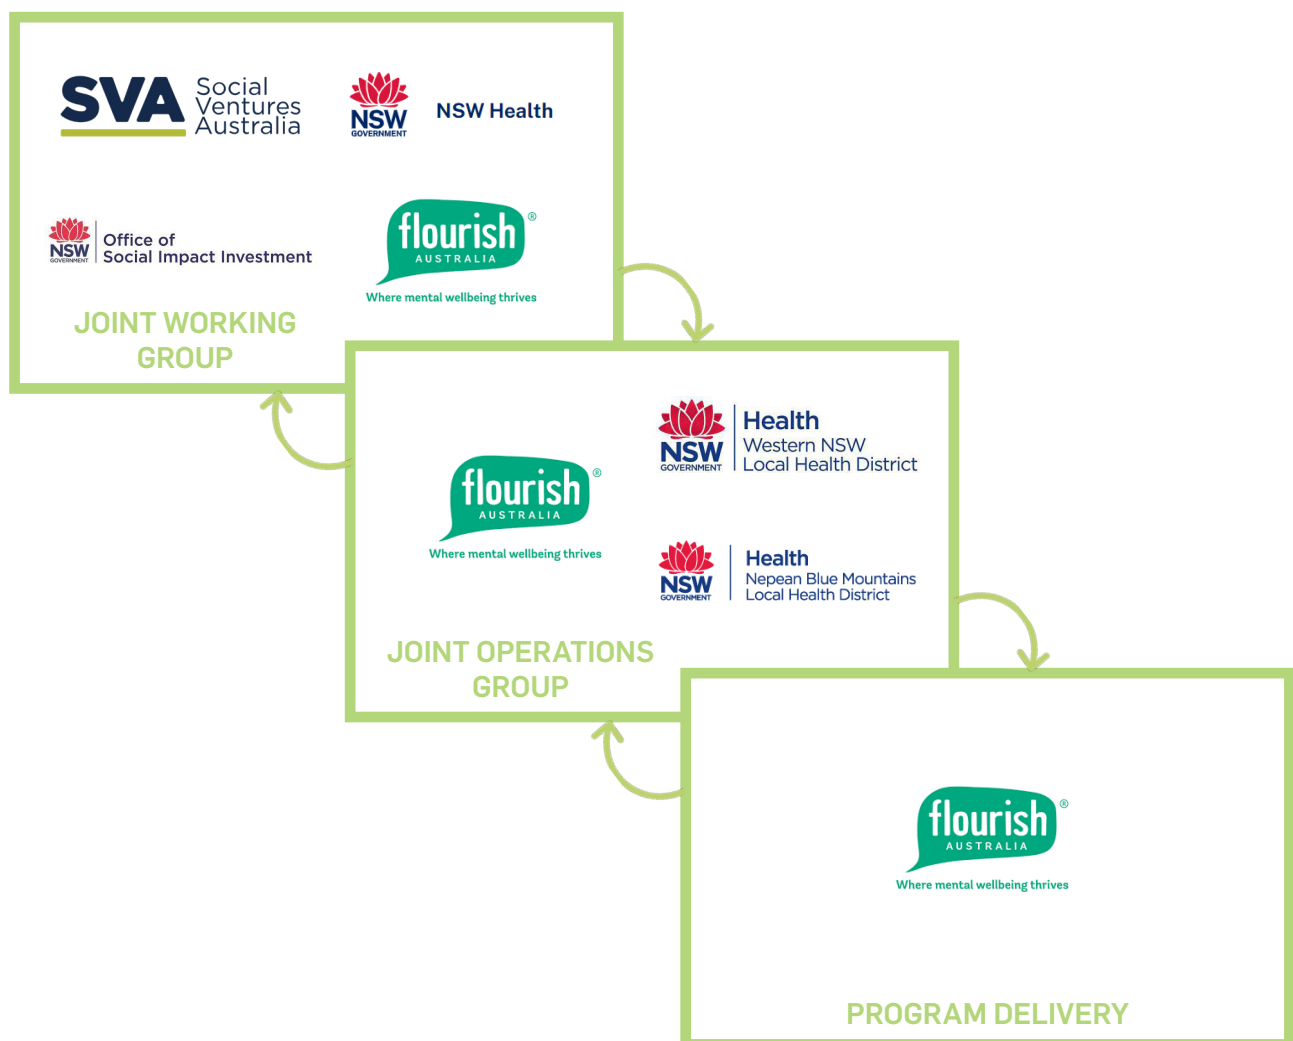 SVA
Social
Ventures
Australia
NSW
GOVERNMENT
NSW Health
NSW
GOVERNMENT
Office of
Social Impact Investment
flourish®
AUSTRALIA
Where mental wellbeing thrives
JOINT WORKING
GROUP
flourish®
AUSTRALIA
Where mental wellbeing thrives
NSW
GOVERNMENT
Health
Western NSW
Local Health District
NSW
GOVERNMENT
Health
Nepean Blue Mountains
Local Health District
JOINT OPERATIONS
GROUP
flourish®
AUSTRALIA
Where mental wellbeing thrives
PROGRAM DELIVERY